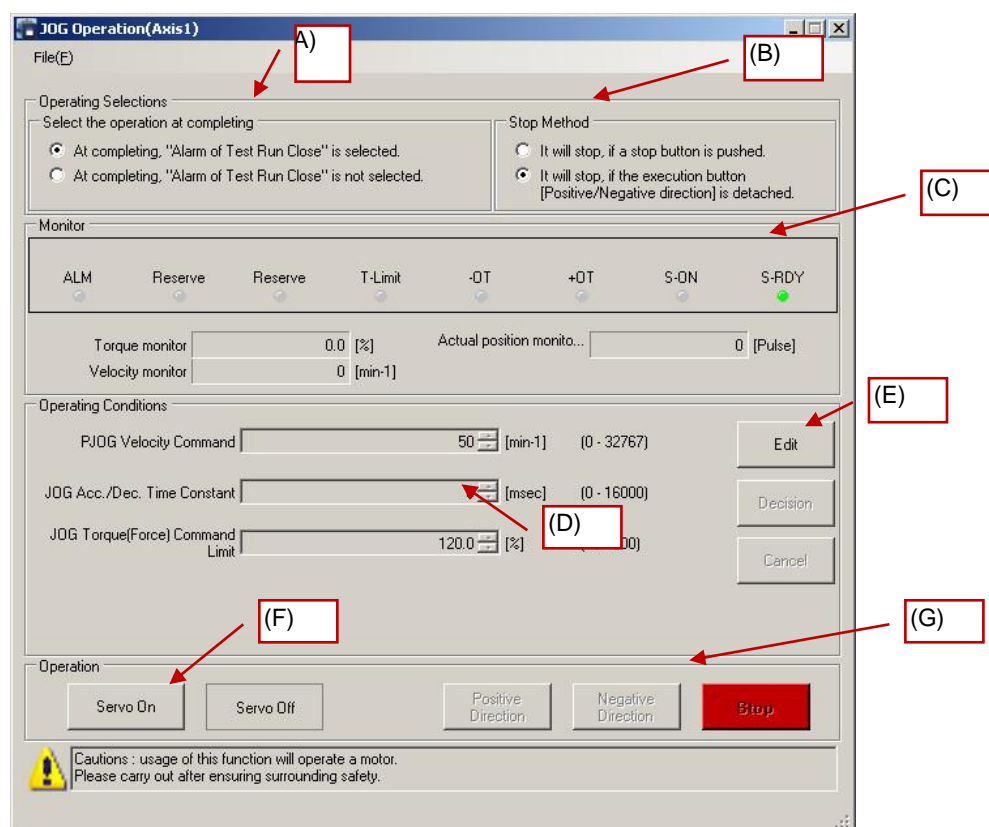 JOG Operation(Axis1)
File(F)
A)
(B)
Operating Selections
Select the operation at completing
At completing, "Alarm of Test Run Close" is selected.
At completing, "Alarm of Test Run Close" is not selected.
Stop Method
It will stop, if a stop button is pushed.
It will stop, if the execution button
[Positive/Negative direction] is detached.
(C)
Monitor
ALM Reserve Reserve T-Limit -OT +OT S-ON S-RDY
Torque monitor 0.0 [%] Actual position monito... 0 [Pulse]
Velocity monitor 0 [min-1]
(E)
Operating Conditions
PJOG Velocity Command 50 [min-1] (0 - 32767)
Edit
JOG Acc./Dec. Time Constant [msec] (0 - 16000)
Decision
(D)
JOG Torque(Force) Command
Limit 120.0 [%]
Cancel
(F)
(G)
Operation
Servo On
Servo Off
Positive
Direction
Negative
Direction
Stop
Cautions : usage of this function will operate a motor.
Please carry out after ensuring surrounding safety.